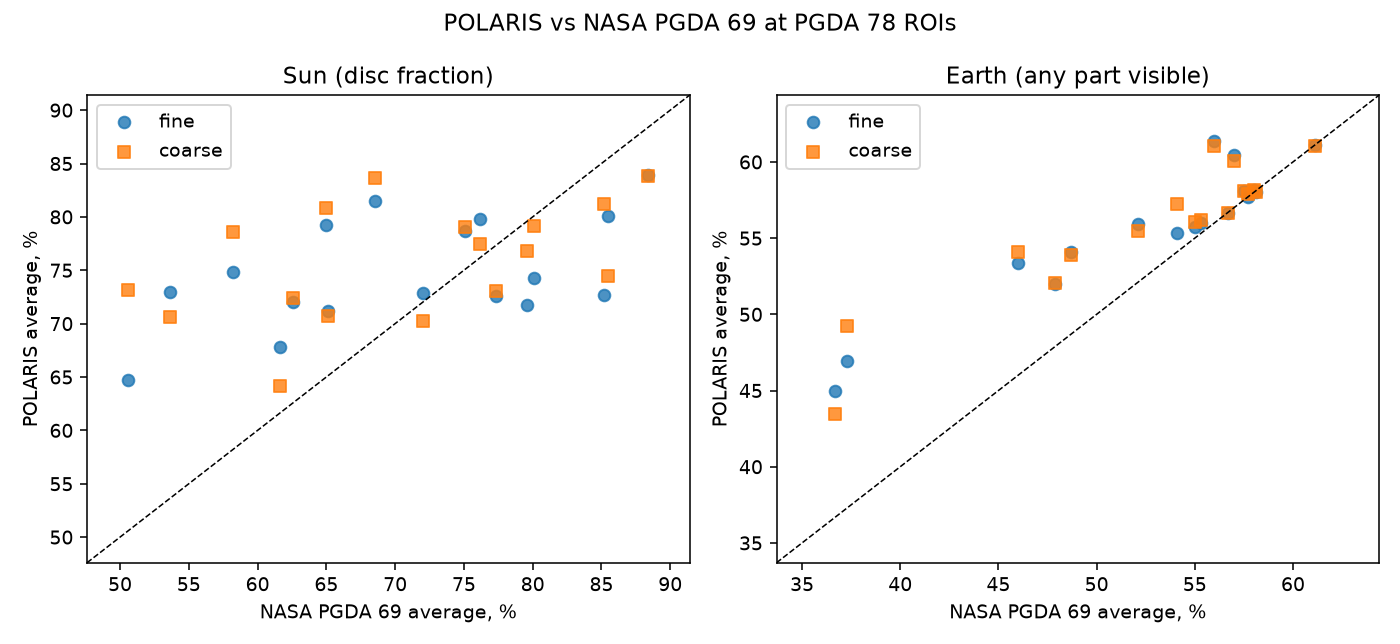 POLARIS vs NASA PGDA 69 at PGDA 78 ROIs
Sun (disc fraction)
fine
coarse
90
85
80
75
70
65
60
55
50
POLARIS average, %
50 55 60 65 70 75 80 85 90
NASA PGDA 69 average, %
Earth (any part visible)
fine
coarse
60
55
50
45
40
35
POLARIS average, %
35 40 45 50 55 60
NASA PGDA 69 average, %